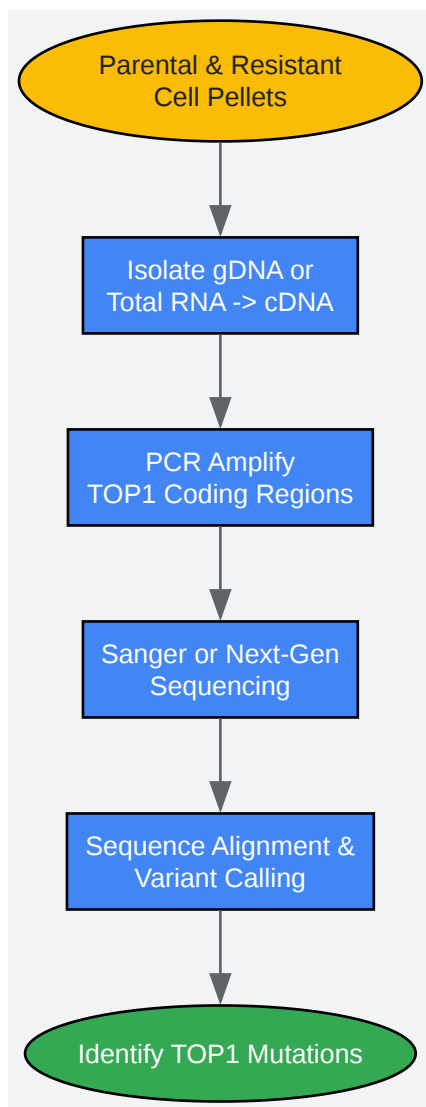 Parental & Resistant
Cell Pellets
Isolate gDNA or
Total RNA -> cDNA
PCR Amplify
TOP1 Coding Regions
Sanger or Next-Gen
Sequencing
Sequence Alignment &
Variant Calling
Identify TOP1 Mutations